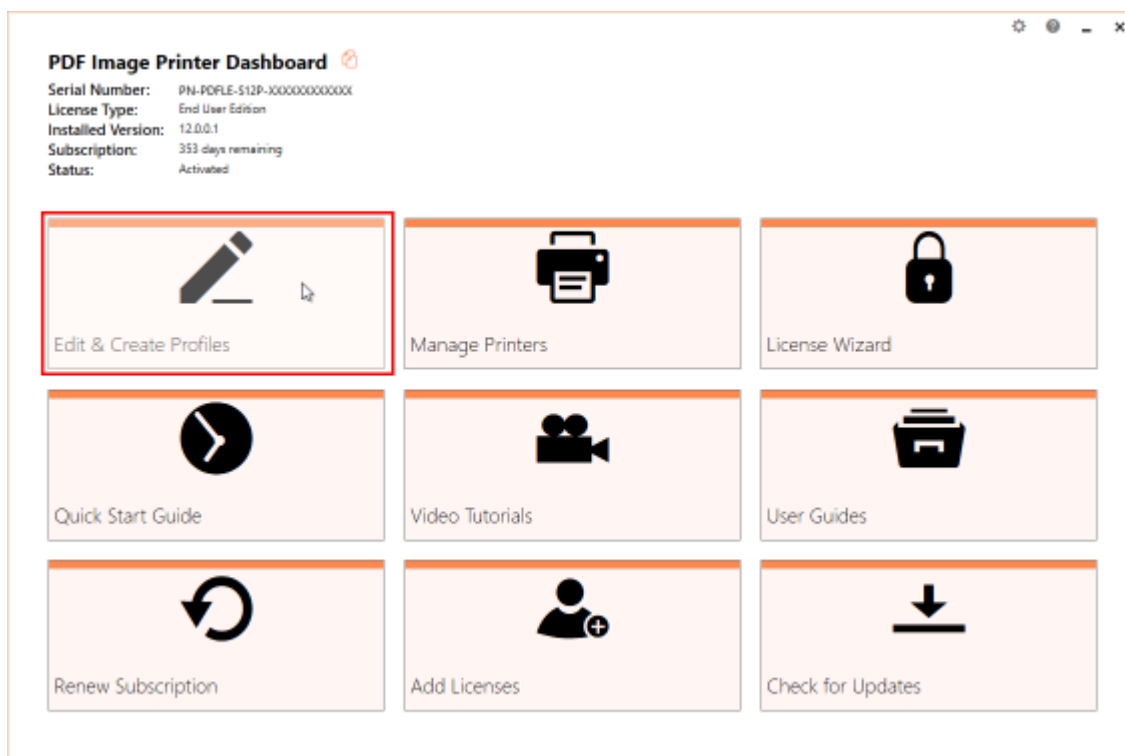 PDF Image Printer Dashboard
Serial Number: PN-PDFLE-S12P-XXXXXXXXXXXX
License Type: End User Edition
Installed Version: 12.0.0.1
Subscription: 353 days remaining
Status: Activated
Edit & Create Profiles
Manage Printers
License Wizard
Quick Start Guide
Video Tutorials
User Guides
Renew Subscription
Add Licenses
Check for Updates